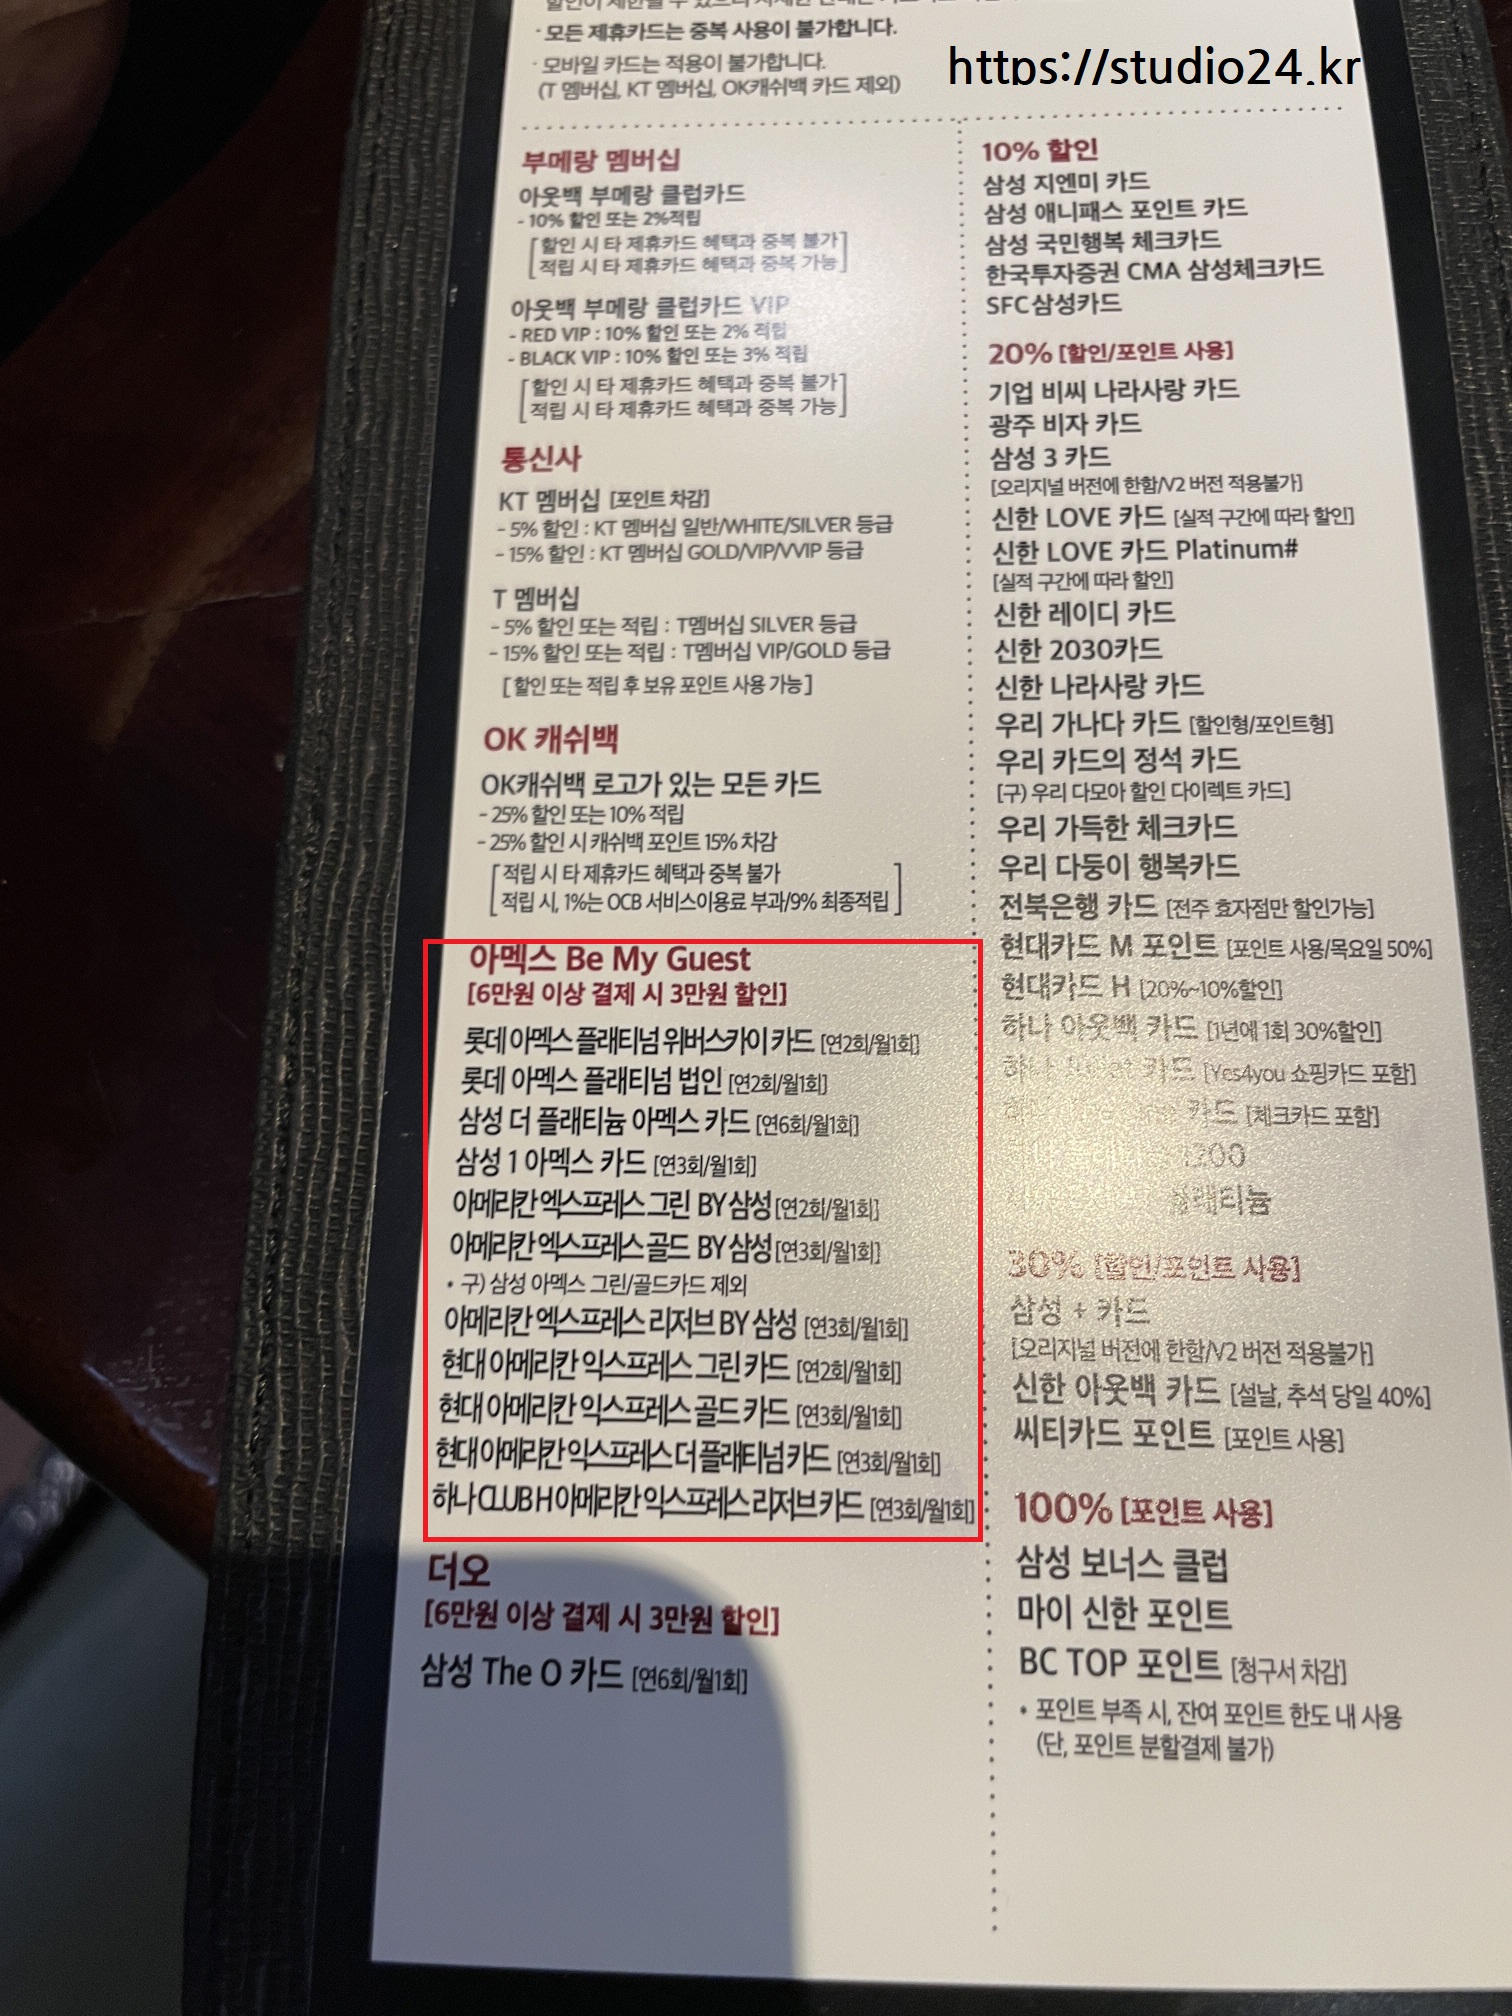 · 모든 제휴카드는 중복 사용이 불가합니다.
· 모바일 카드는 적용이 불가합니다.
(T 멤버십, KT 멤버십, OK캐쉬백 카드 제외)
https://studio24.kr
부메랑 멤버십
아웃백 부메랑 클럽카드
- 10% 할인 또는 2%적립
[할인 시 타 제휴카드 혜택과 중복 불가
적립 시 타 제휴카드 혜택과 중복 가능]
아웃백 부메랑 클럽카드 VIP
- RED VIP : 10% 할인 또는 2% 적립
- BLACK VIP : 10% 할인 또는 3% 적립
[할인 시 타 제휴카드 혜택과 중복 불가
적립 시 타 제휴카드 혜택과 중복 가능]
통신사
KT 멤버십 [포인트 차감]
- 5% 할인 : KT 멤버십 일반/WHITE/SILVER 등급
- 15% 할인 : KT 멤버십 GOLD/VIP/VVIP 등급
T 멤버십
- 5% 할인 또는 적립 : T멤버십 SILVER 등급
- 15% 할인 또는 적립 : T멤버십 VIP/GOLD 등급
[할인 또는 적립 후 보유 포인트 사용 가능]
OK 캐쉬백
OK캐쉬백 로고가 있는 모든 카드
- 25% 할인 또는 10% 적립
- 25% 할인 시 캐쉬백 포인트 15% 차감
[적립 시 타 제휴카드 혜택과 중복 불가
적립 시, 1%는 OCB 서비스이용료 부과/9% 최종적립]
아멕스 Be My Guest
[6만원 이상 결제 시 3만원 할인]
롯데 아멕스 플래티넘 위버스카이 카드 [연2회/월1회]
롯데 아멕스 플래티넘 법인 [연2회/월1회]
삼성 더 플래티늄 아멕스 카드 [연6회/월1회]
삼성 1 아멕스 카드 [연3회/월1회]
아메리칸 엑스프레스 그린 BY 삼성 [연2회/월1회]
아메리칸 엑스프레스 골드 BY 삼성 [연3회/월1회]
• 구) 삼성 아멕스 그린/골드카드 제외
아메리칸 엑스프레스 리저브 BY 삼성 [연3회/월1회]
현대 아메리칸 익스프레스 그린 카드 [연2회/월1회]
현대 아메리칸 익스프레스 골드 카드 [연3회/월1회]
현대 아메리칸 익스프레스 더 플래티넘 카드 [연3회/월1회]
하나 CLUB H 아메리칸 익스프레스 리저브 카드 [연3회/월1회]
더오
[6만원 이상 결제 시 3만원 할인]
삼성 The O 카드 [연6회/월1회]
10% 할인
삼성 지엔미 카드
삼성 애니패스 포인트 카드
삼성 국민행복 체크카드
한국투자증권 CMA 삼성체크카드
SFC삼성카드
20% [할인/포인트 사용]
기업 비씨 나라사랑 카드
광주 비자 카드
삼성 3 카드
[오리지널 버전에 한함/V2 버전 적용불가]
신한 LOVE 카드 [실적 구간에 따라 할인]
신한 LOVE 카드 Platinum#
[실적 구간에 따라 할인]
신한 레이디 카드
신한 2030카드
신한 나라사랑 카드
우리 가나다 카드 [할인형/포인트형]
우리 카드의 정석 카드
[구) 우리 다모아 할인 다이렉트 카드]
우리 가득한 체크카드
우리 다둥이 행복카드
전북은행 카드 [전주 효자점만 할인가능]
현대카드 M 포인트 [포인트 사용/목요일 50%]
현대카드 H [20%~10%할인]
하나 아웃백 카드 [1년에 1회 30%할인]
하나 카드 [Yes4you 쇼핑카드 포함]
카드 [체크카드 포함]
플래티늄
30% [할인/포인트 사용]
삼성 + 카드
[오리지널 버전에 한함/V2 버전 적용불가]
신한 아웃백 카드 [설날, 추석 당일 40%]
씨티카드 포인트 [포인트 사용]
100% [포인트 사용]
삼성 보너스 클럽
마이 신한 포인트
BC TOP 포인트 [청구서 차감]
• 포인트 부족 시, 잔여 포인트 한도 내 사용
(단, 포인트 분할결제 불가)